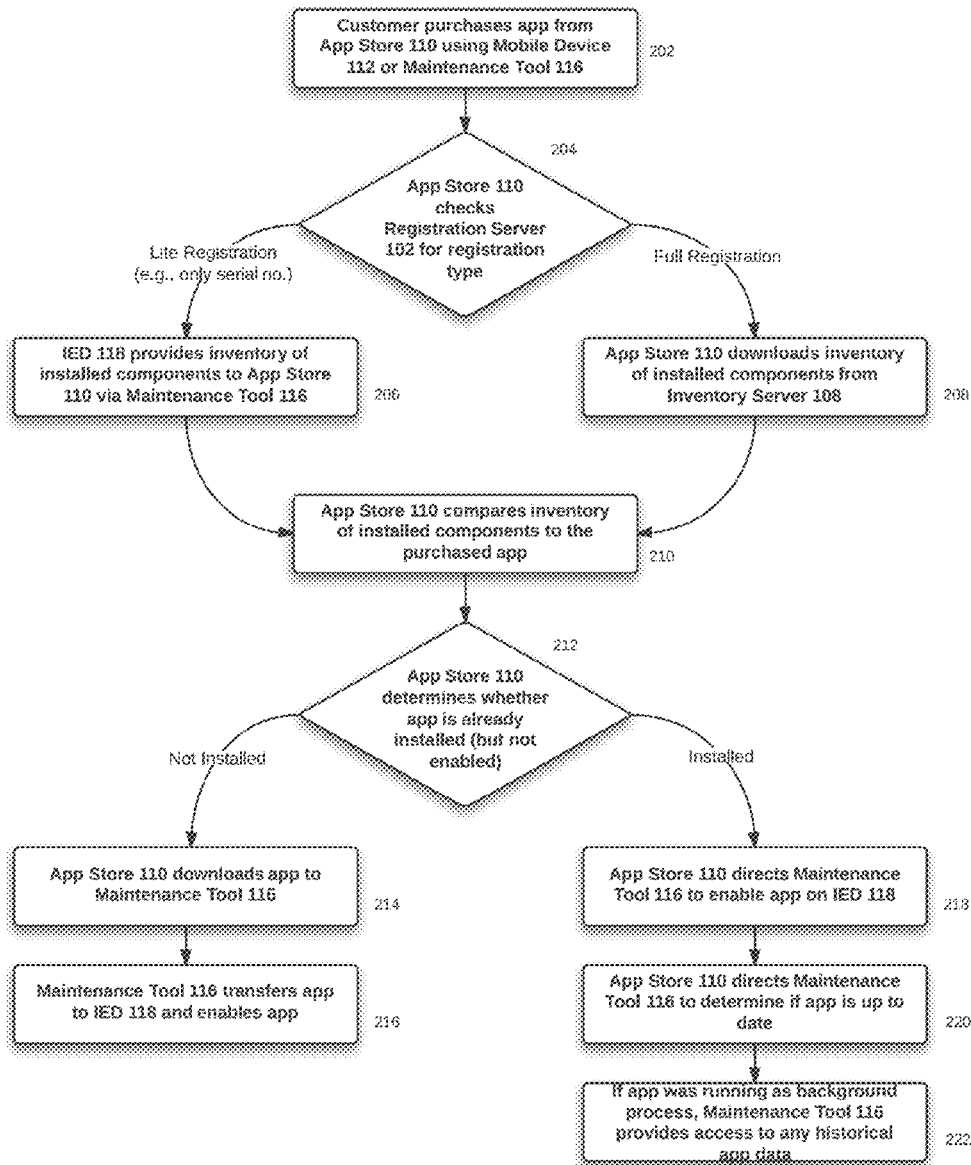 Customer purchases app from
App Store 110 using Mobile Device
112 or Maintenance Tool 116
202
204
App Store 110
checks
Registration Server
102 for registration
type
Lite Registration
(e.g., only serial no.)
Full Registration
IED 118 provides inventory of
installed components to App Store
110 via Maintenance Tool 116
206
App Store 110 downloads inventory
of installed components from
Inventory Server 108
208
App Store 110 compares inventory
of installed components to the
purchased app
210
212
App Store 110
determines whether
app is already
installed (but not
enabled)
Not Installed
Installed
App Store 110 downloads app to
Maintenance Tool 116
214
App Store 110 directs Maintenance
Tool 116 to enable app on IED 118
218
Maintenance Tool 116 transfers app
to IED 118 and enables app
216
App Store 110 directs Maintenance
Tool 116 to determine if app is up to
date
220
If app was running as background
process, Maintenance Tool 116
provides access to any historical
app data
222